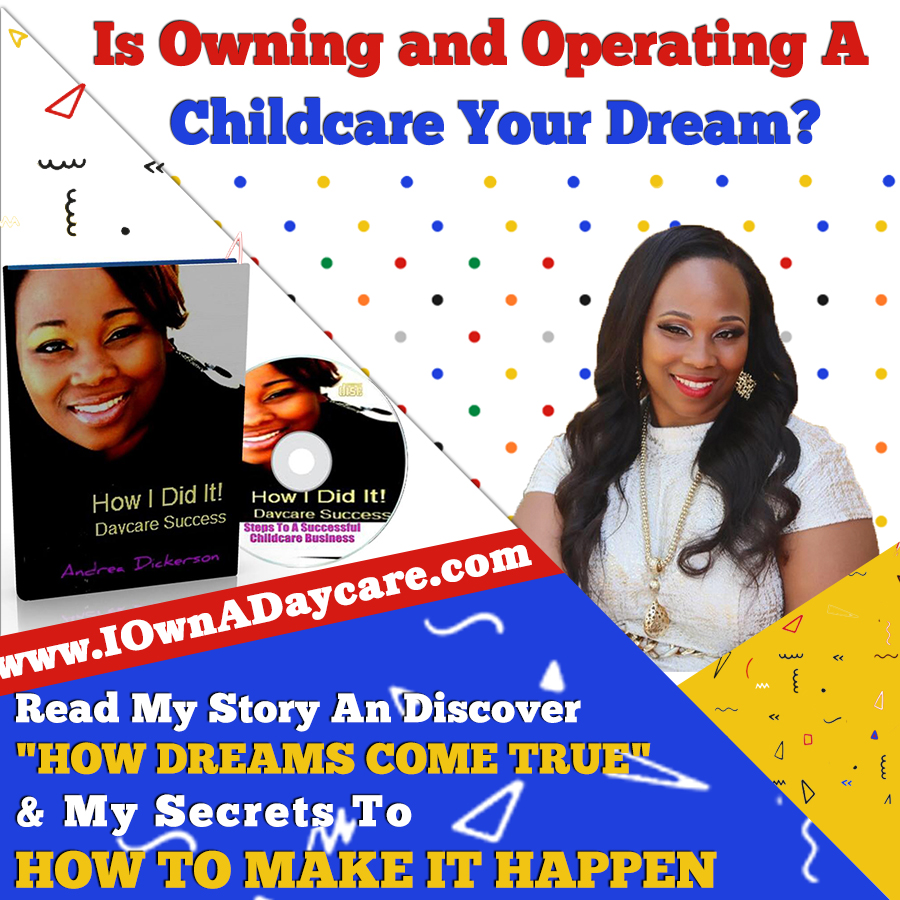 Is Owning and Operating A
Childcare Your Dream?
How I Did It!
Daycare Success
Andrea Dickerson
disc
How I Did It!
Daycare Success
Steps To A Successful
Childcare Business
www.IOwnADaycare.com
Read My Story An Discover
"HOW DREAMS COME TRUE"
& My Secrets To
HOW TO MAKE IT HAPPEN